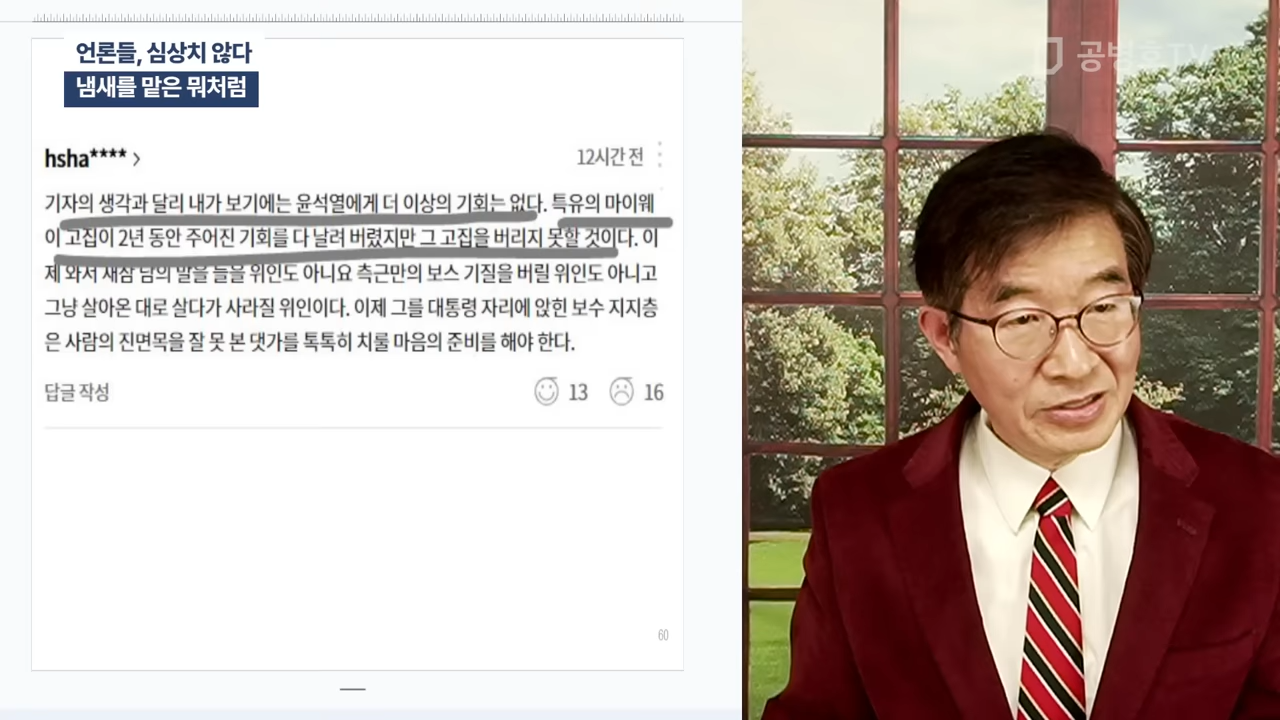 언론들, 심상치 않다
냄새를 맡은 뭐처럼
공병호TV
hsha**** >
12시간 전
기자의 생각과 달리 내가 보기에는 윤석열에게 더 이상의 기회는 없다. 특유의 마이웨
이 고집이 2년 동안 주어진 기회를 다 날려 버렸지만 그 고집을 버리지 못할 것이다. 이
제 와서 새삼 남의 말을 들을 위인도 아니요 측근만의 보스 기질을 버릴 위인도 아니고
그냥 살아온 대로 살다가 사라질 위인이다. 이제 그를 대통령 자리에 앉힌 보수 지지층
은 사람의 진면목을 잘 못 본 댓가를 톡톡히 치룰 마음의 준비를 해야 한다.
답글 작성
13
16
60